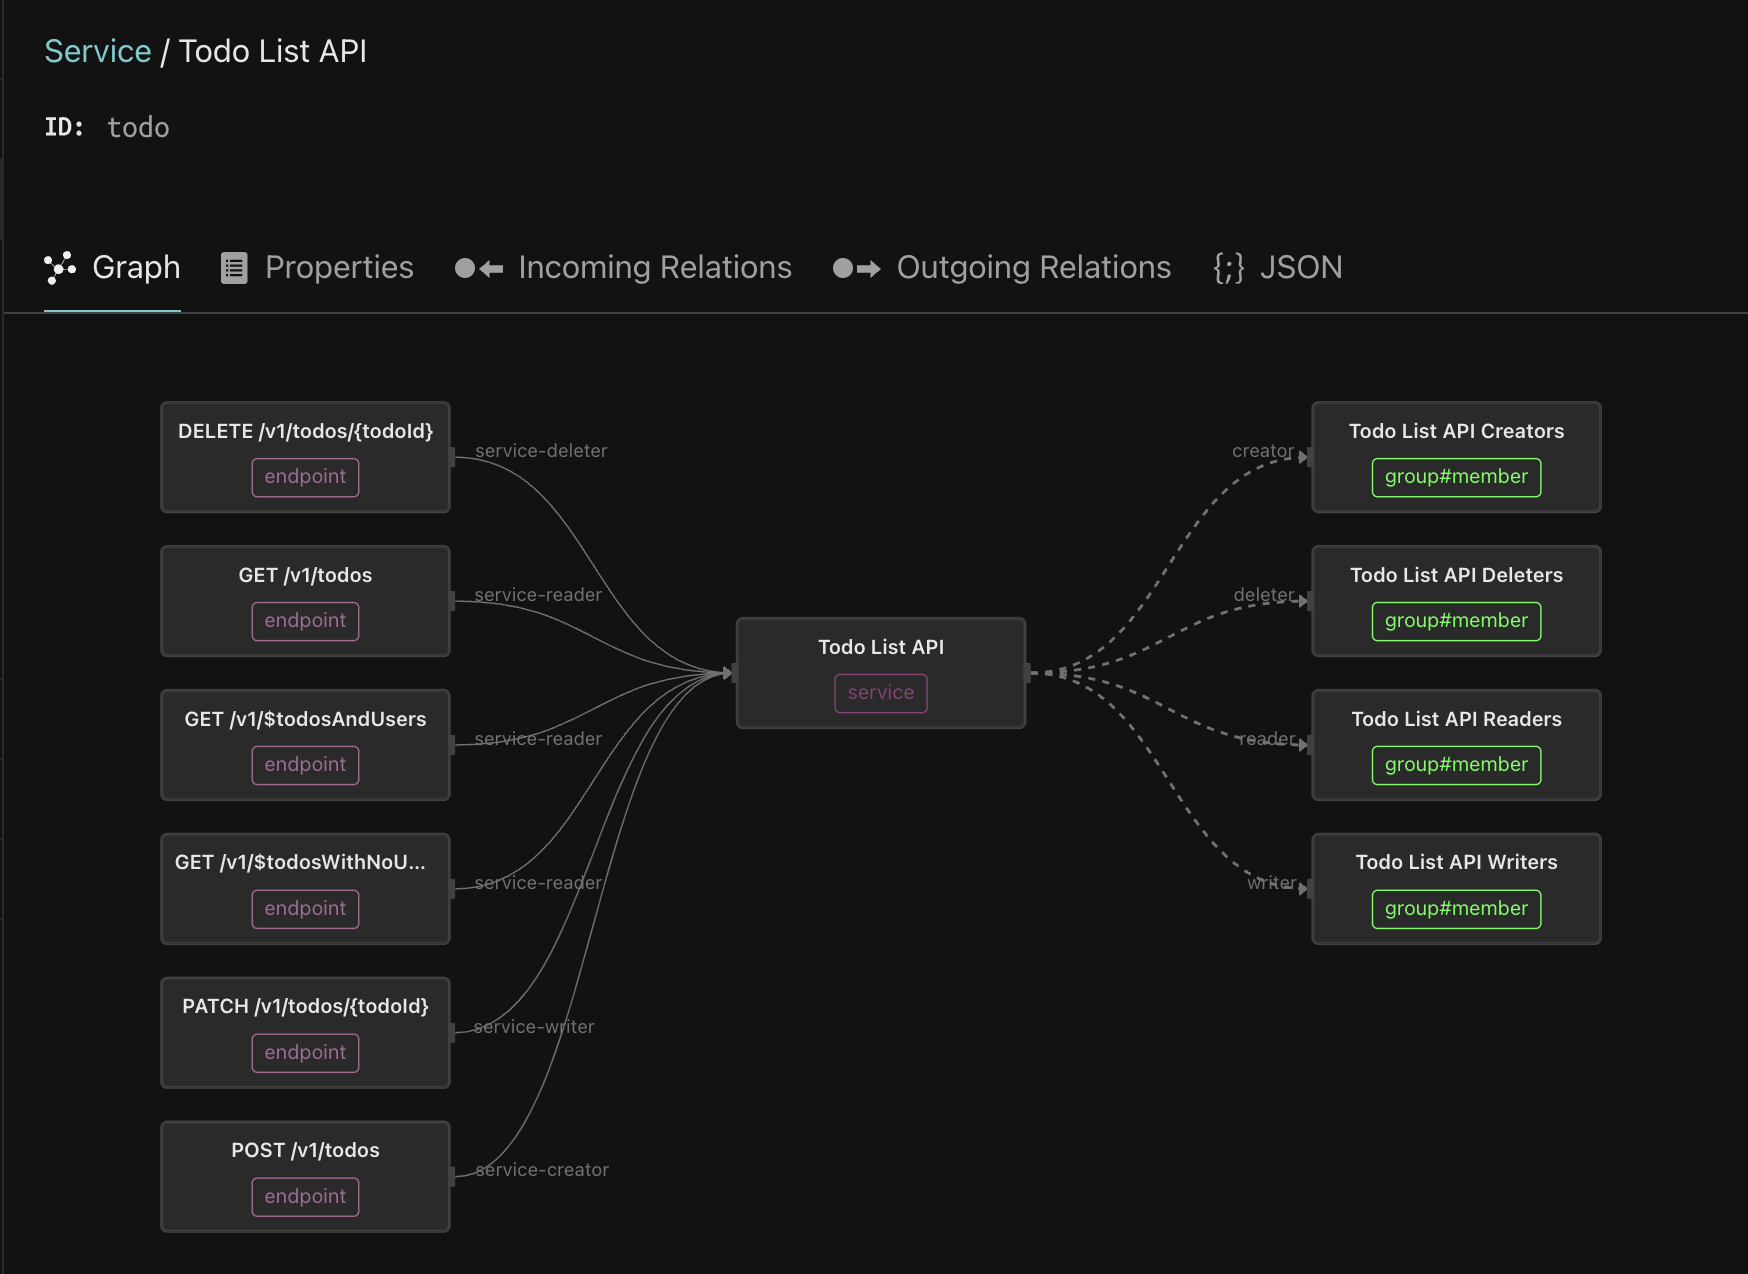 Service / Todo List API
ID: todo
Graph
Properties
Incoming Relations
Outgoing Relations
{;} JSON
DELETE /v1/todos/{todoId}
endpoint
service-deleter
GET /v1/todos
endpoint
service-reader
GET /v1/$todosAndUsers
endpoint
service-reader
GET /v1/$todosWithNoU...
endpoint
service-reader
PATCH /v1/todos/{todoId}
endpoint
service-writer
POST /v1/todos
endpoint
service-creator
Todo List API
service
creator
Todo List API Creators
group#member
deleter
Todo List API Deleters
group#member
reader
Todo List API Readers
group#member
writer
Todo List API Writers
group#member